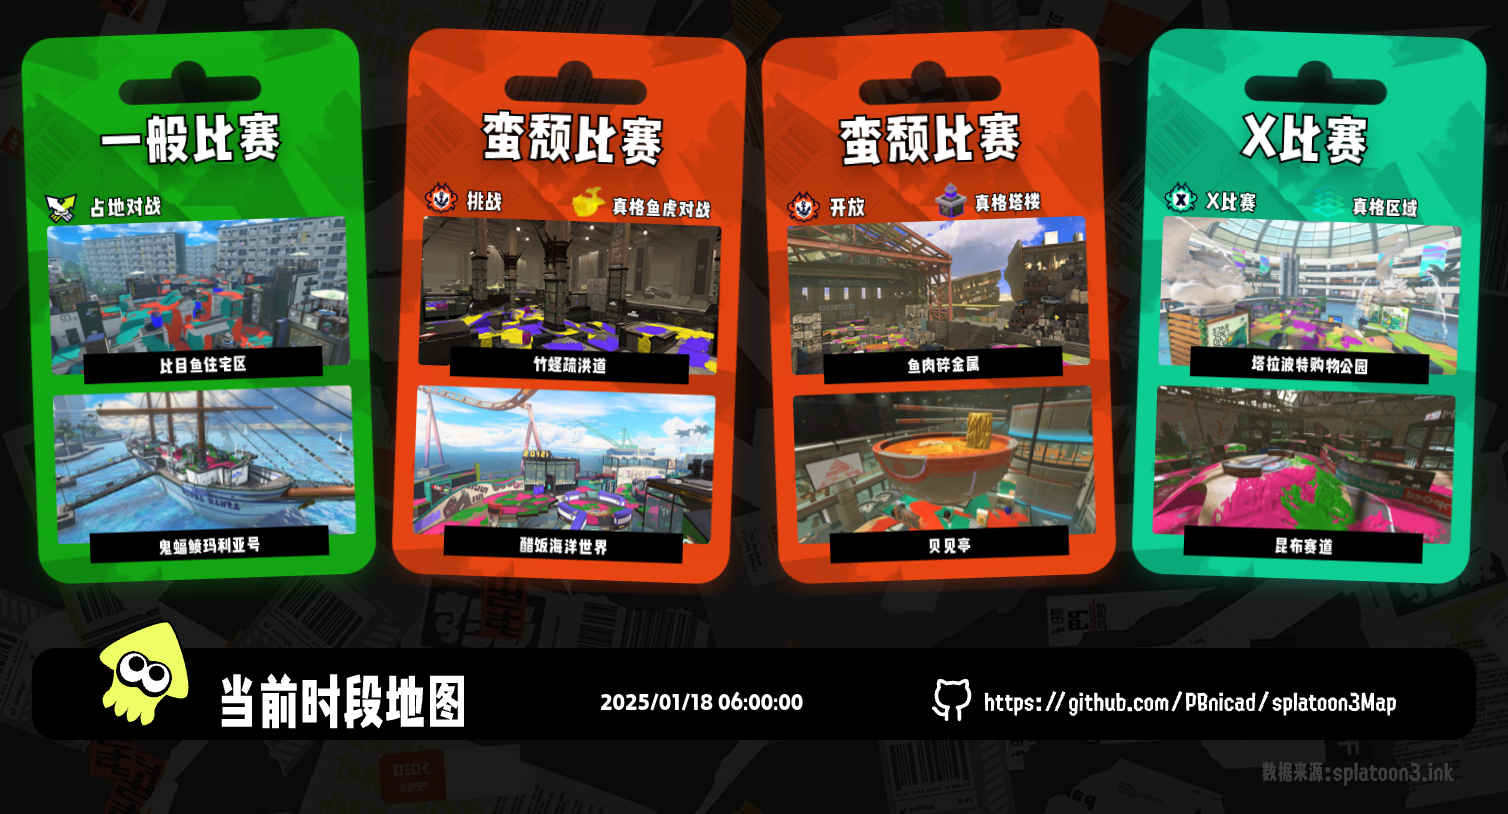 一般比赛
占地对战
比目鱼住宅区
鬼蝠鲼玛利亚号
蛮颓比赛
挑战
真格鱼虎对战
竹蛏疏洪道
醋饭海洋世界
蛮颓比赛
开放
真格塔楼
鱼肉碎金属
贝见亭
X比赛
X比赛
真格区域
塔拉波特购物公园
昆布赛道
当前时段地图
2025/01/18 06:00:00
https://github.com/PBnicad/splatoon3Map
数据来源:splatoon3.ink